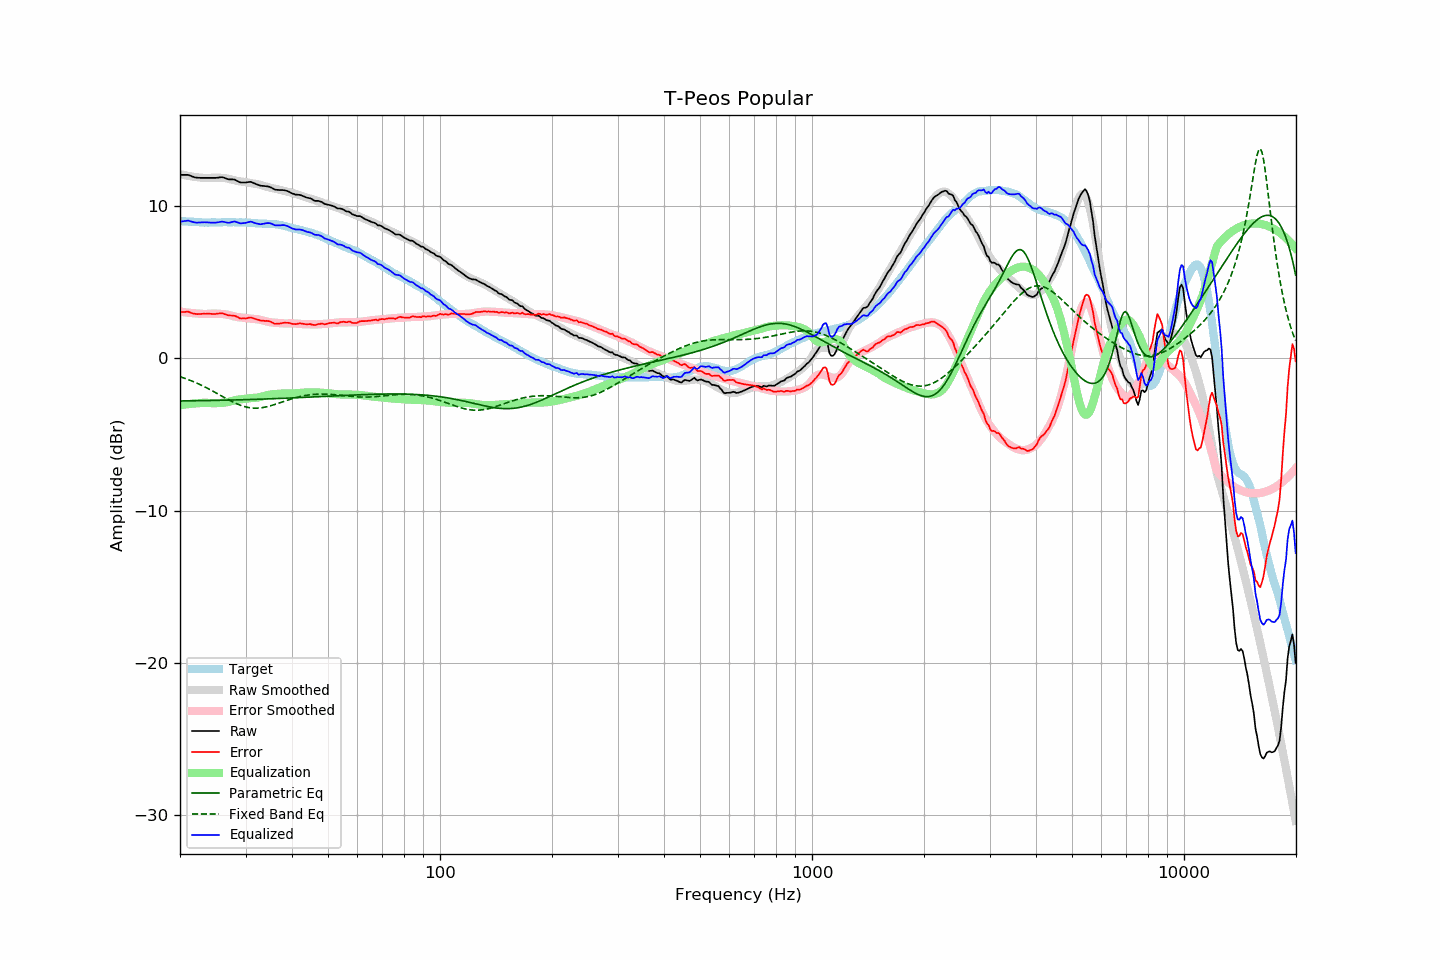 T-Peos Popular
Amplitude (dBr)
10
0
−10
−20
−30
Target
Raw Smoothed
Error Smoothed
Raw
Error
Equalization
Parametric Eq
Fixed Band Eq
Equalized
100
1000
10000
Frequency (Hz)